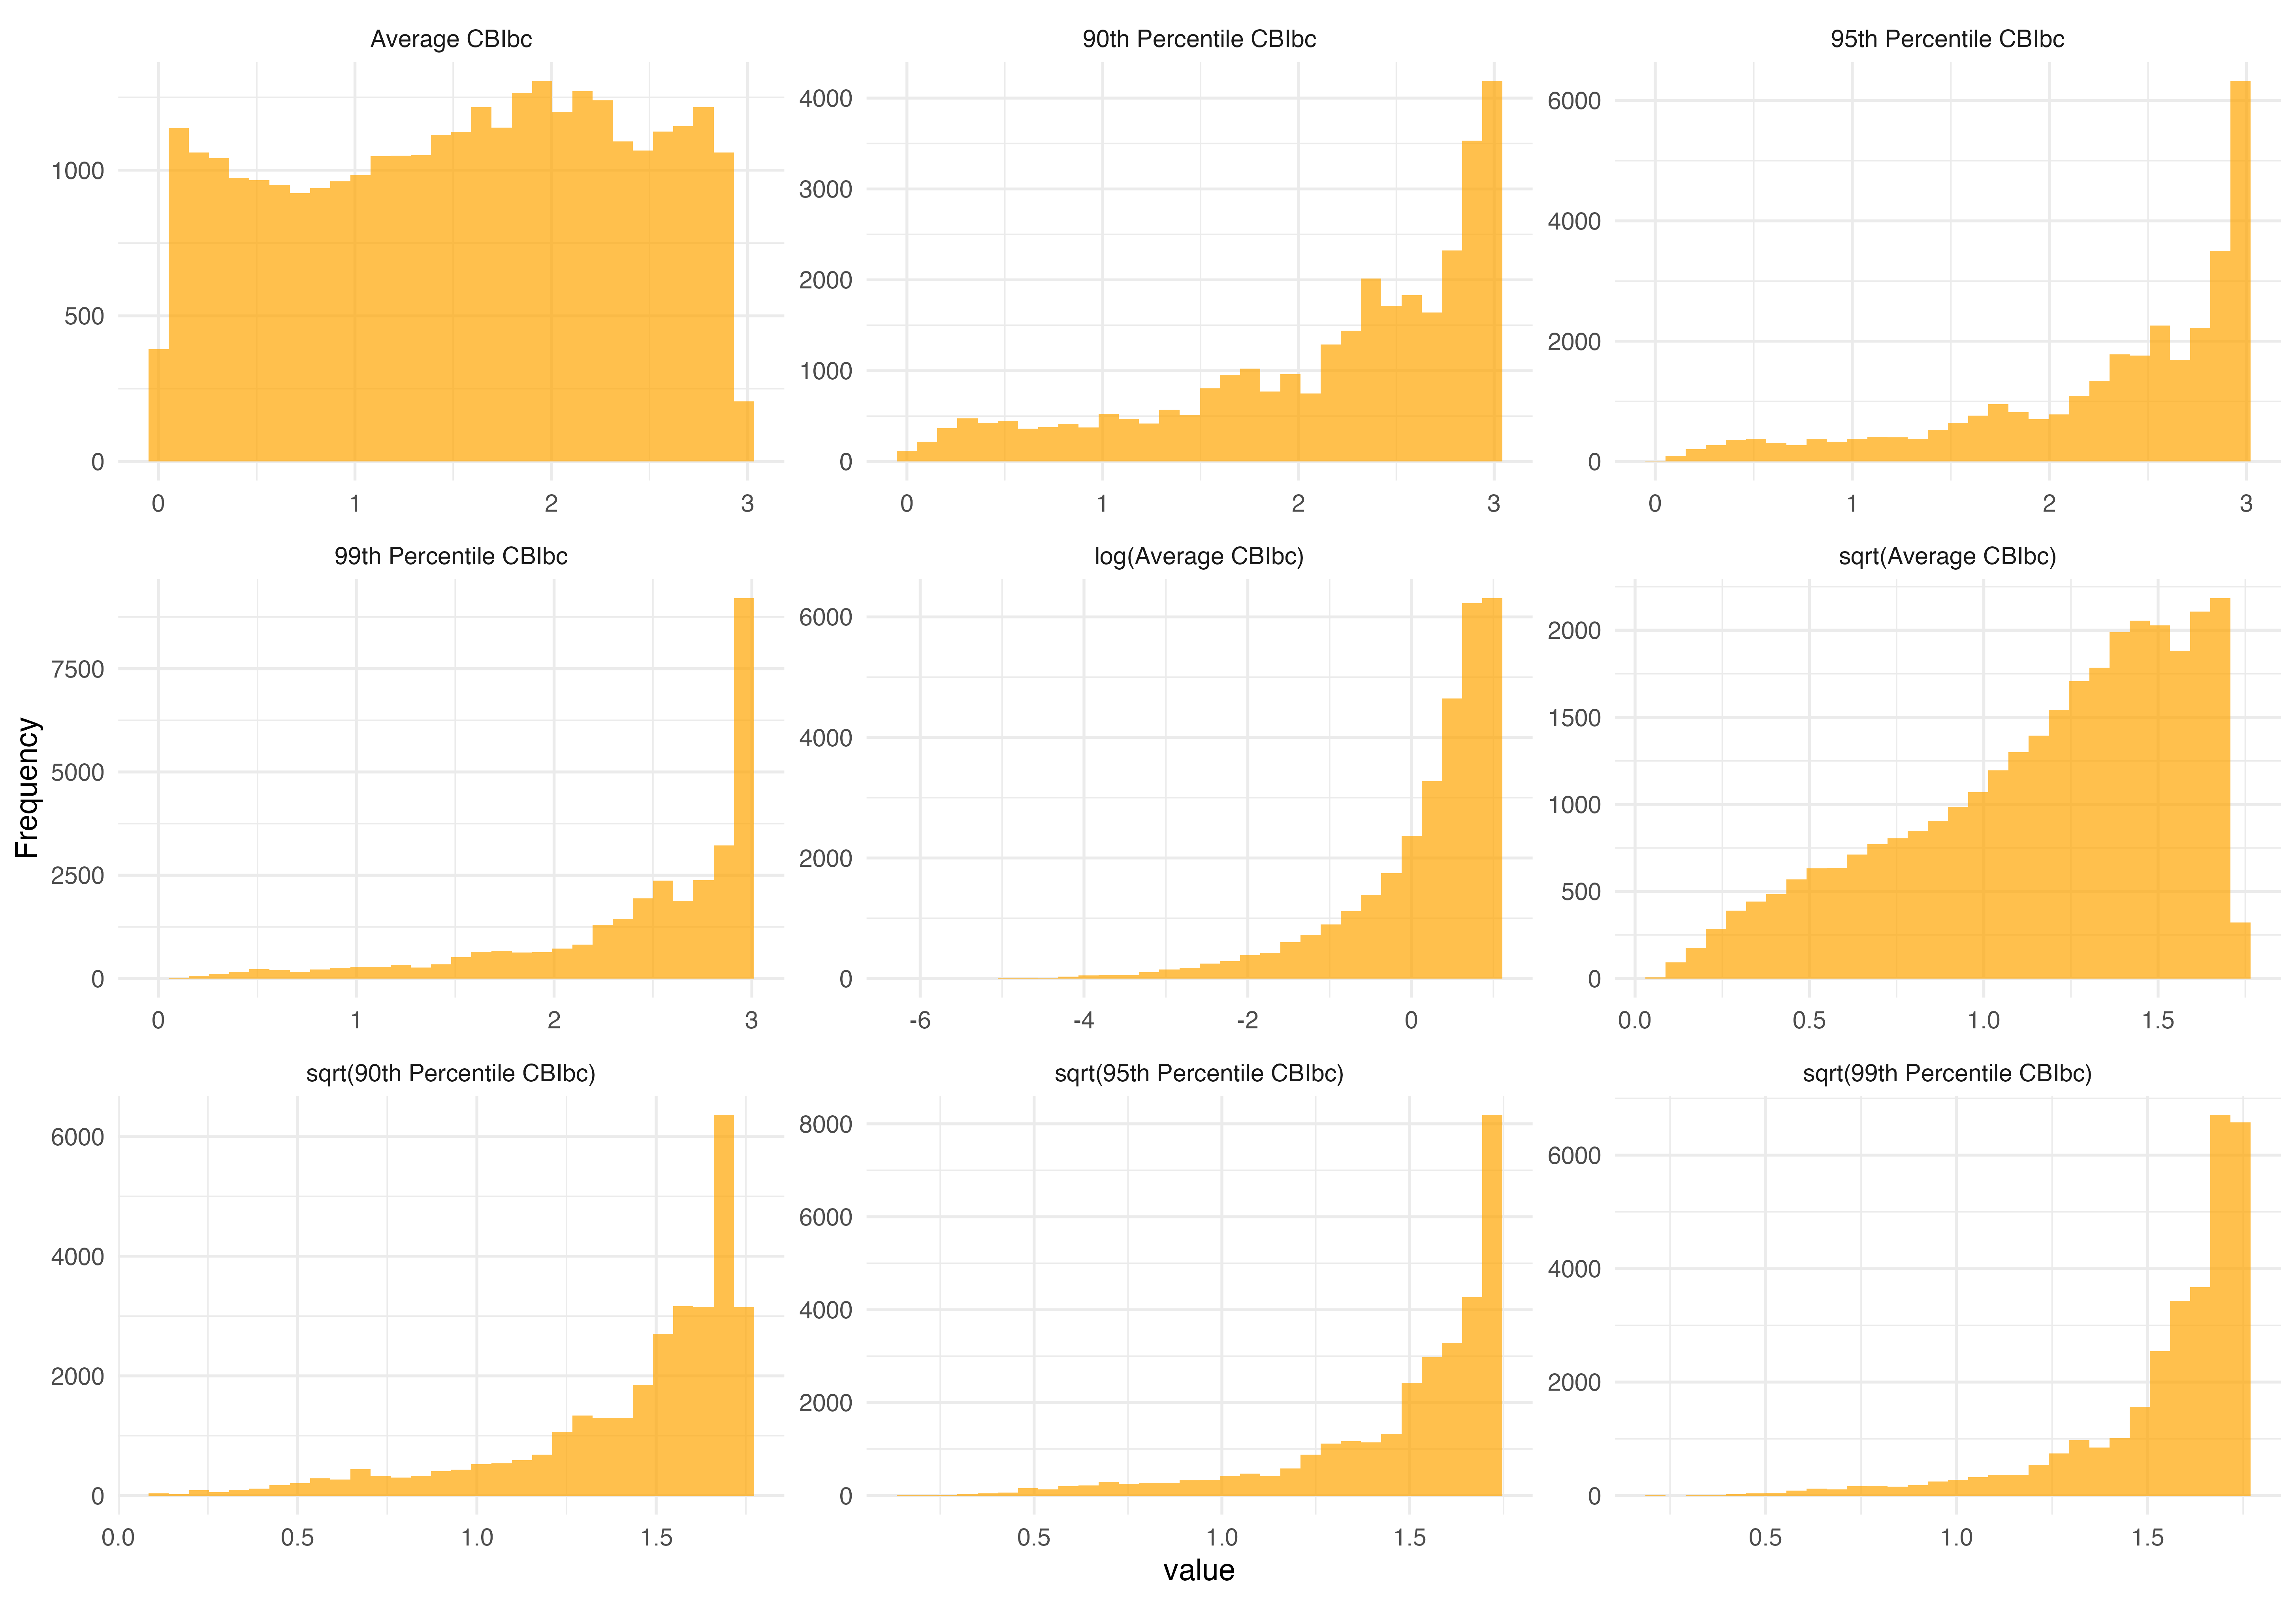 Average CBIbc
90th Percentile CBIbc
95th Percentile CBIbc
1000
500
0
0 1 2 3
4000
3000
2000
1000
0
0 1 2 3
6000
4000
2000
0
0 1 2 3
99th Percentile CBIbc
log(Average CBIbc)
sqrt(Average CBIbc)
Frequency
7500
5000
2500
0
0 1 2 3
6000
4000
2000
0
-6 -4 -2 0
2000
1500
1000
500
0
0.0 0.5 1.0 1.5
sqrt(90th Percentile CBIbc)
sqrt(95th Percentile CBIbc)
sqrt(99th Percentile CBIbc)
6000
4000
2000
0
0.0 0.5 1.0 1.5
8000
6000
4000
2000
0
0.5 1.0 1.5
6000
4000
2000
0
0.5 1.0 1.5
value